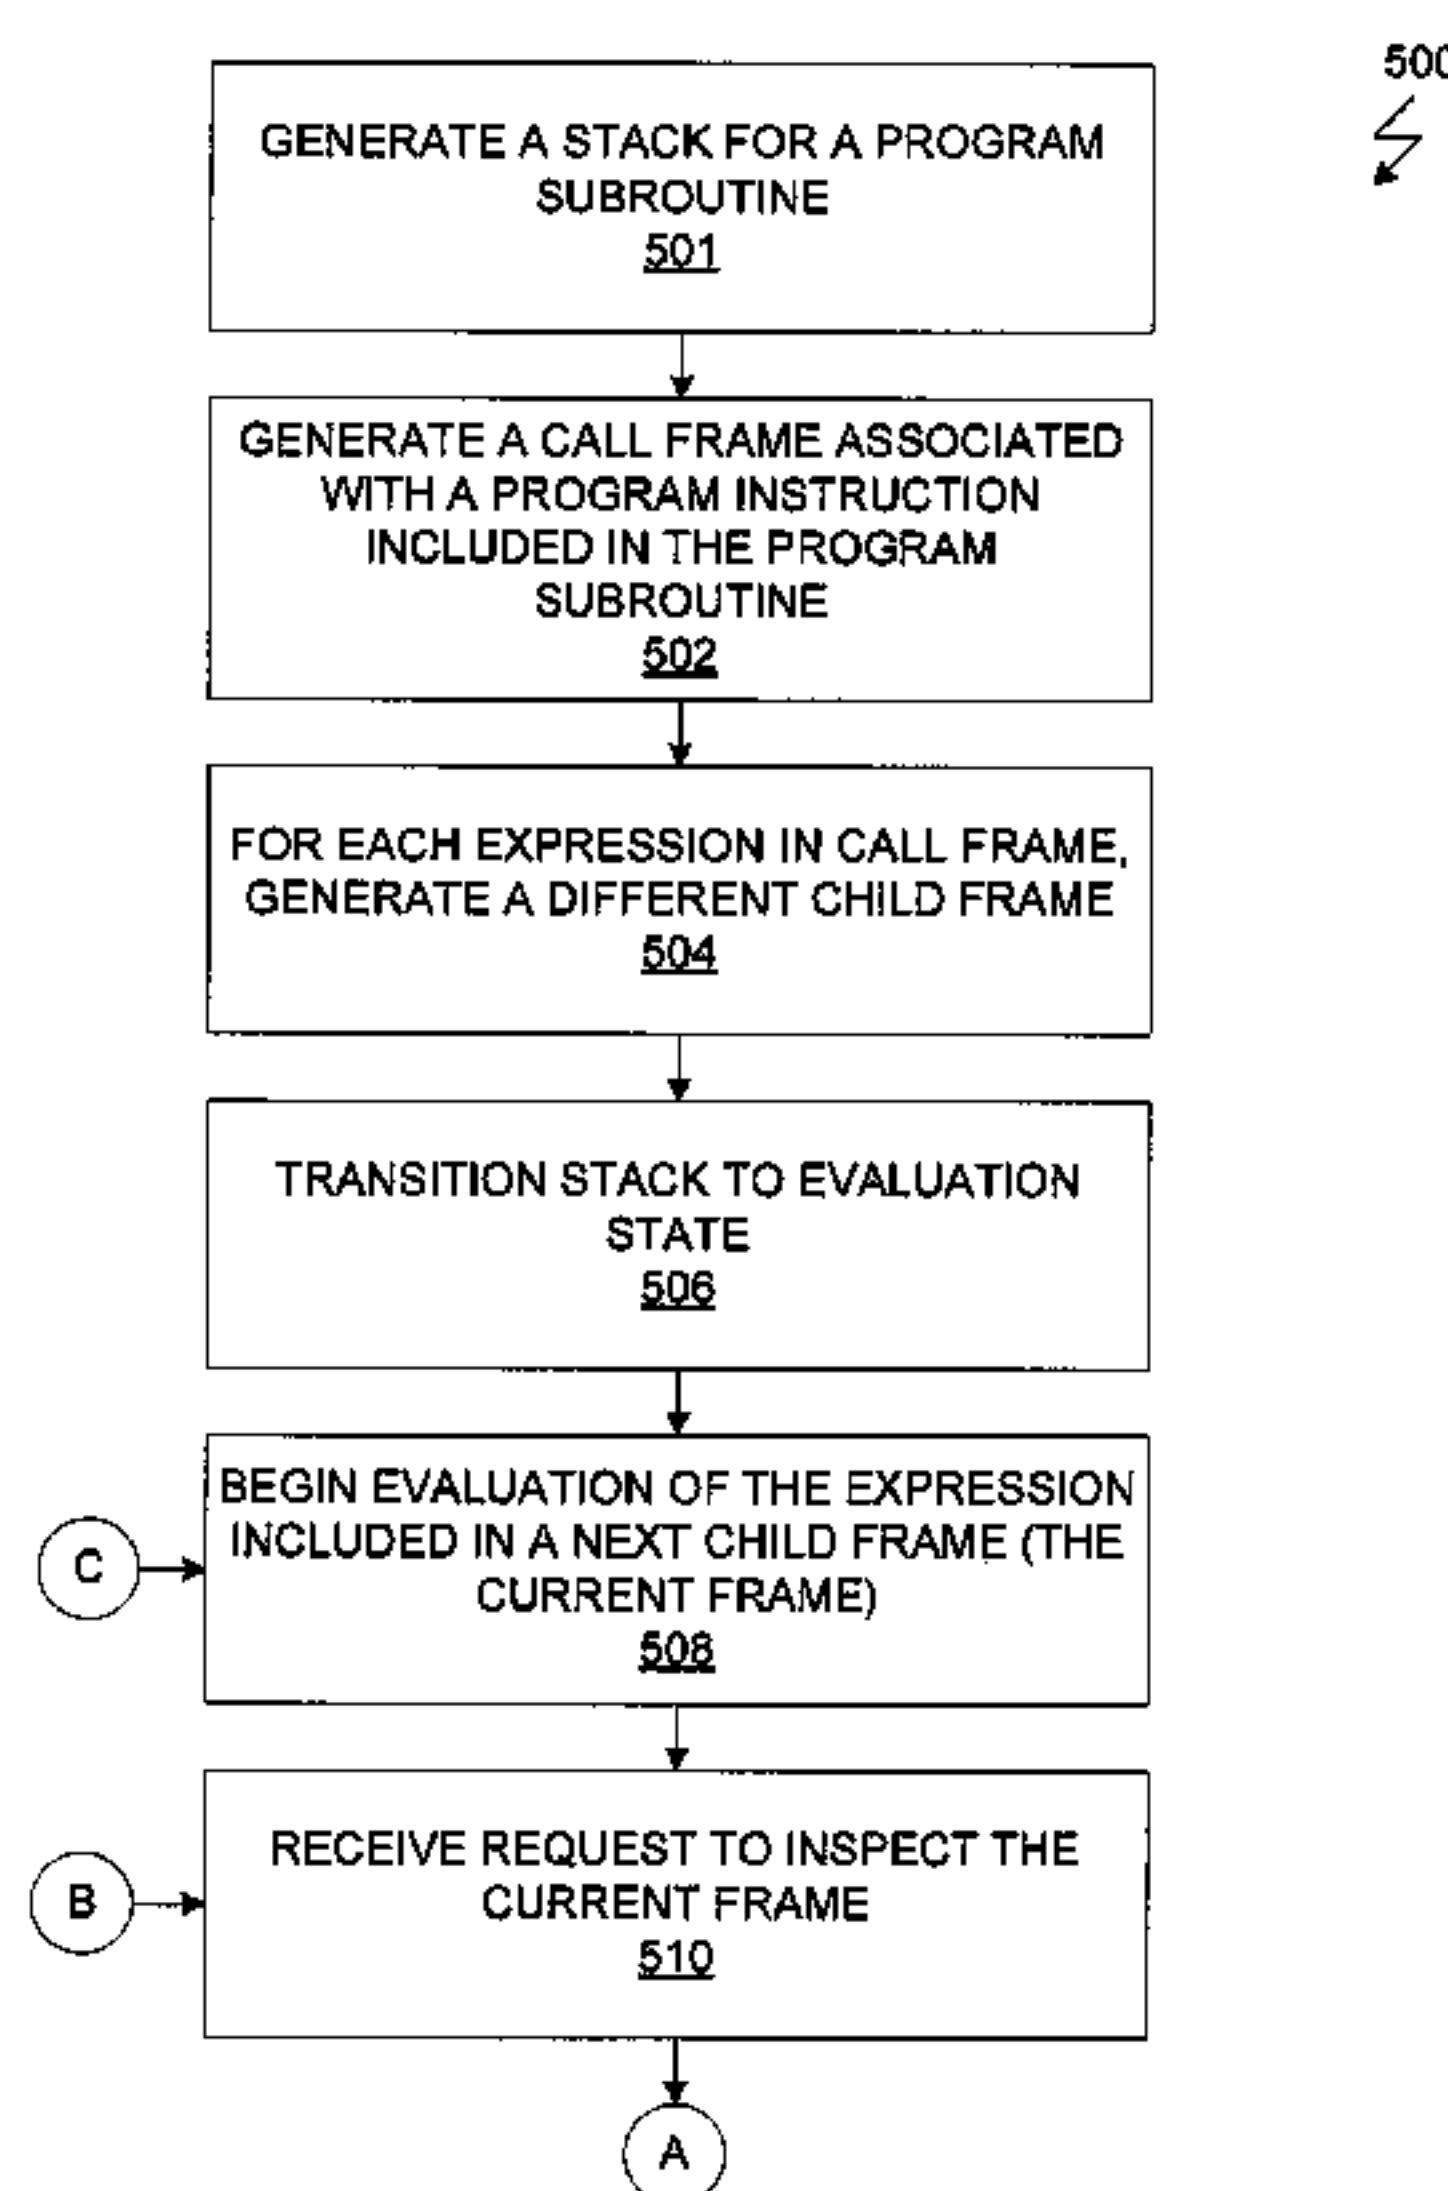 500
GENERATE A STACK FOR A PROGRAM
SUBROUTINE
501
GENERATE A CALL FRAME ASSOCIATED
WITH A PROGRAM INSTRUCTION
INCLUDED IN THE PROGRAM
SUBROUTINE
502
FOR EACH EXPRESSION IN CALL FRAME,
GENERATE A DIFFERENT CHILD FRAME
504
TRANSITION STACK TO EVALUATION
STATE
506
BEGIN EVALUATION OF THE EXPRESSION
INCLUDED IN A NEXT CHILD FRAME (THE
CURRENT FRAME)
508
C
RECEIVE REQUEST TO INSPECT THE
CURRENT FRAME
510
B
A